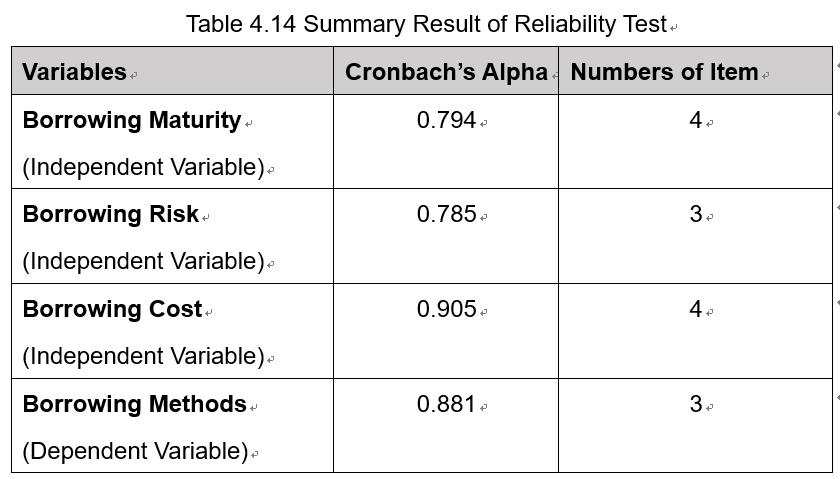 Table 4.14 Summary Result of Reliability Test
Variables Cronbach’s Alpha Numbers of Item
Borrowing Maturity 0.794 4
(Independent Variable)
Borrowing Risk 0.785 3
(Independent Variable)
Borrowing Cost 0.905 4
(Independent Variable)
Borrowing Methods 0.881 3
(Dependent Variable)